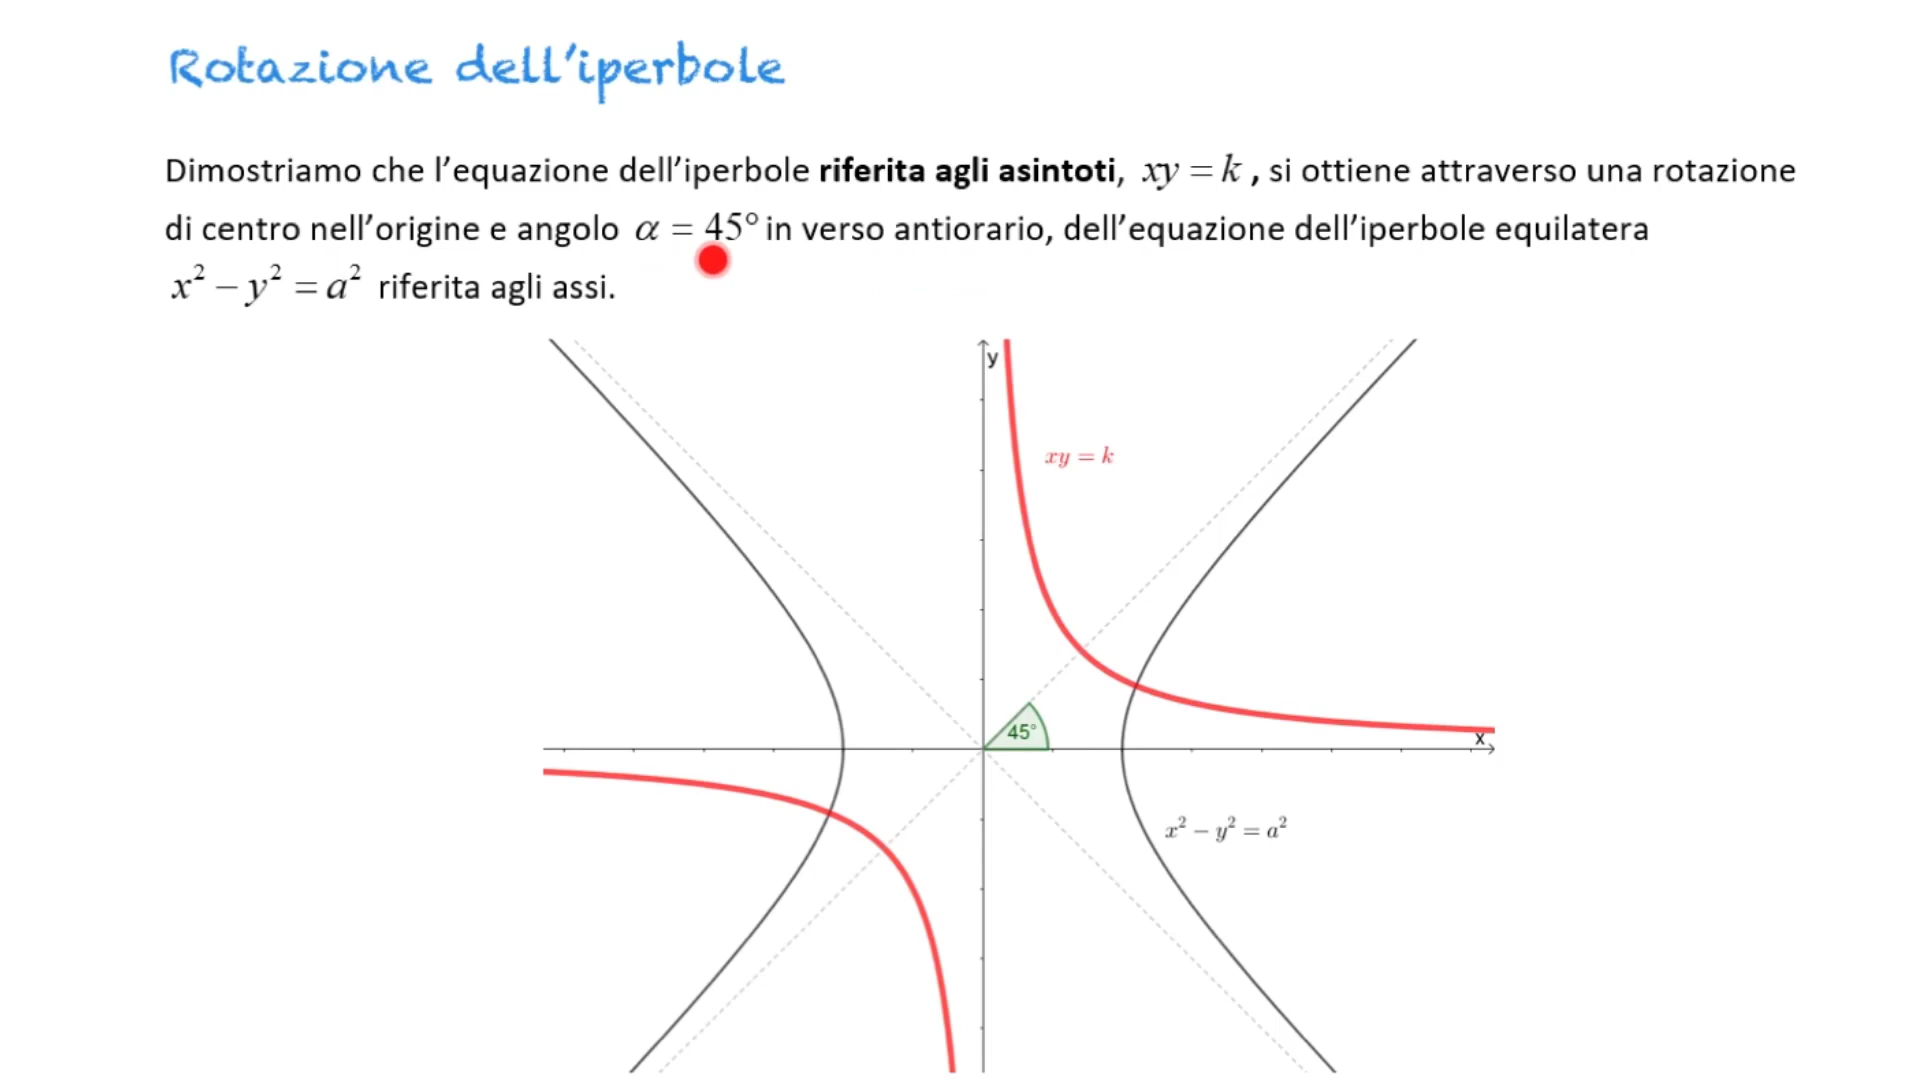 Rotazione dell'iperbole
Dimostriamo che l'equazione dell'iperbole riferita agli asintoti, xy = k , si ottiene attraverso una rotazione
di centro nell'origine e angolo α = 45° in verso antiorario, dell'equazione dell'iperbole equilatera
x² − y² = a² riferita agli assi.
y
xy = k
45°
x
x² − y² = a²